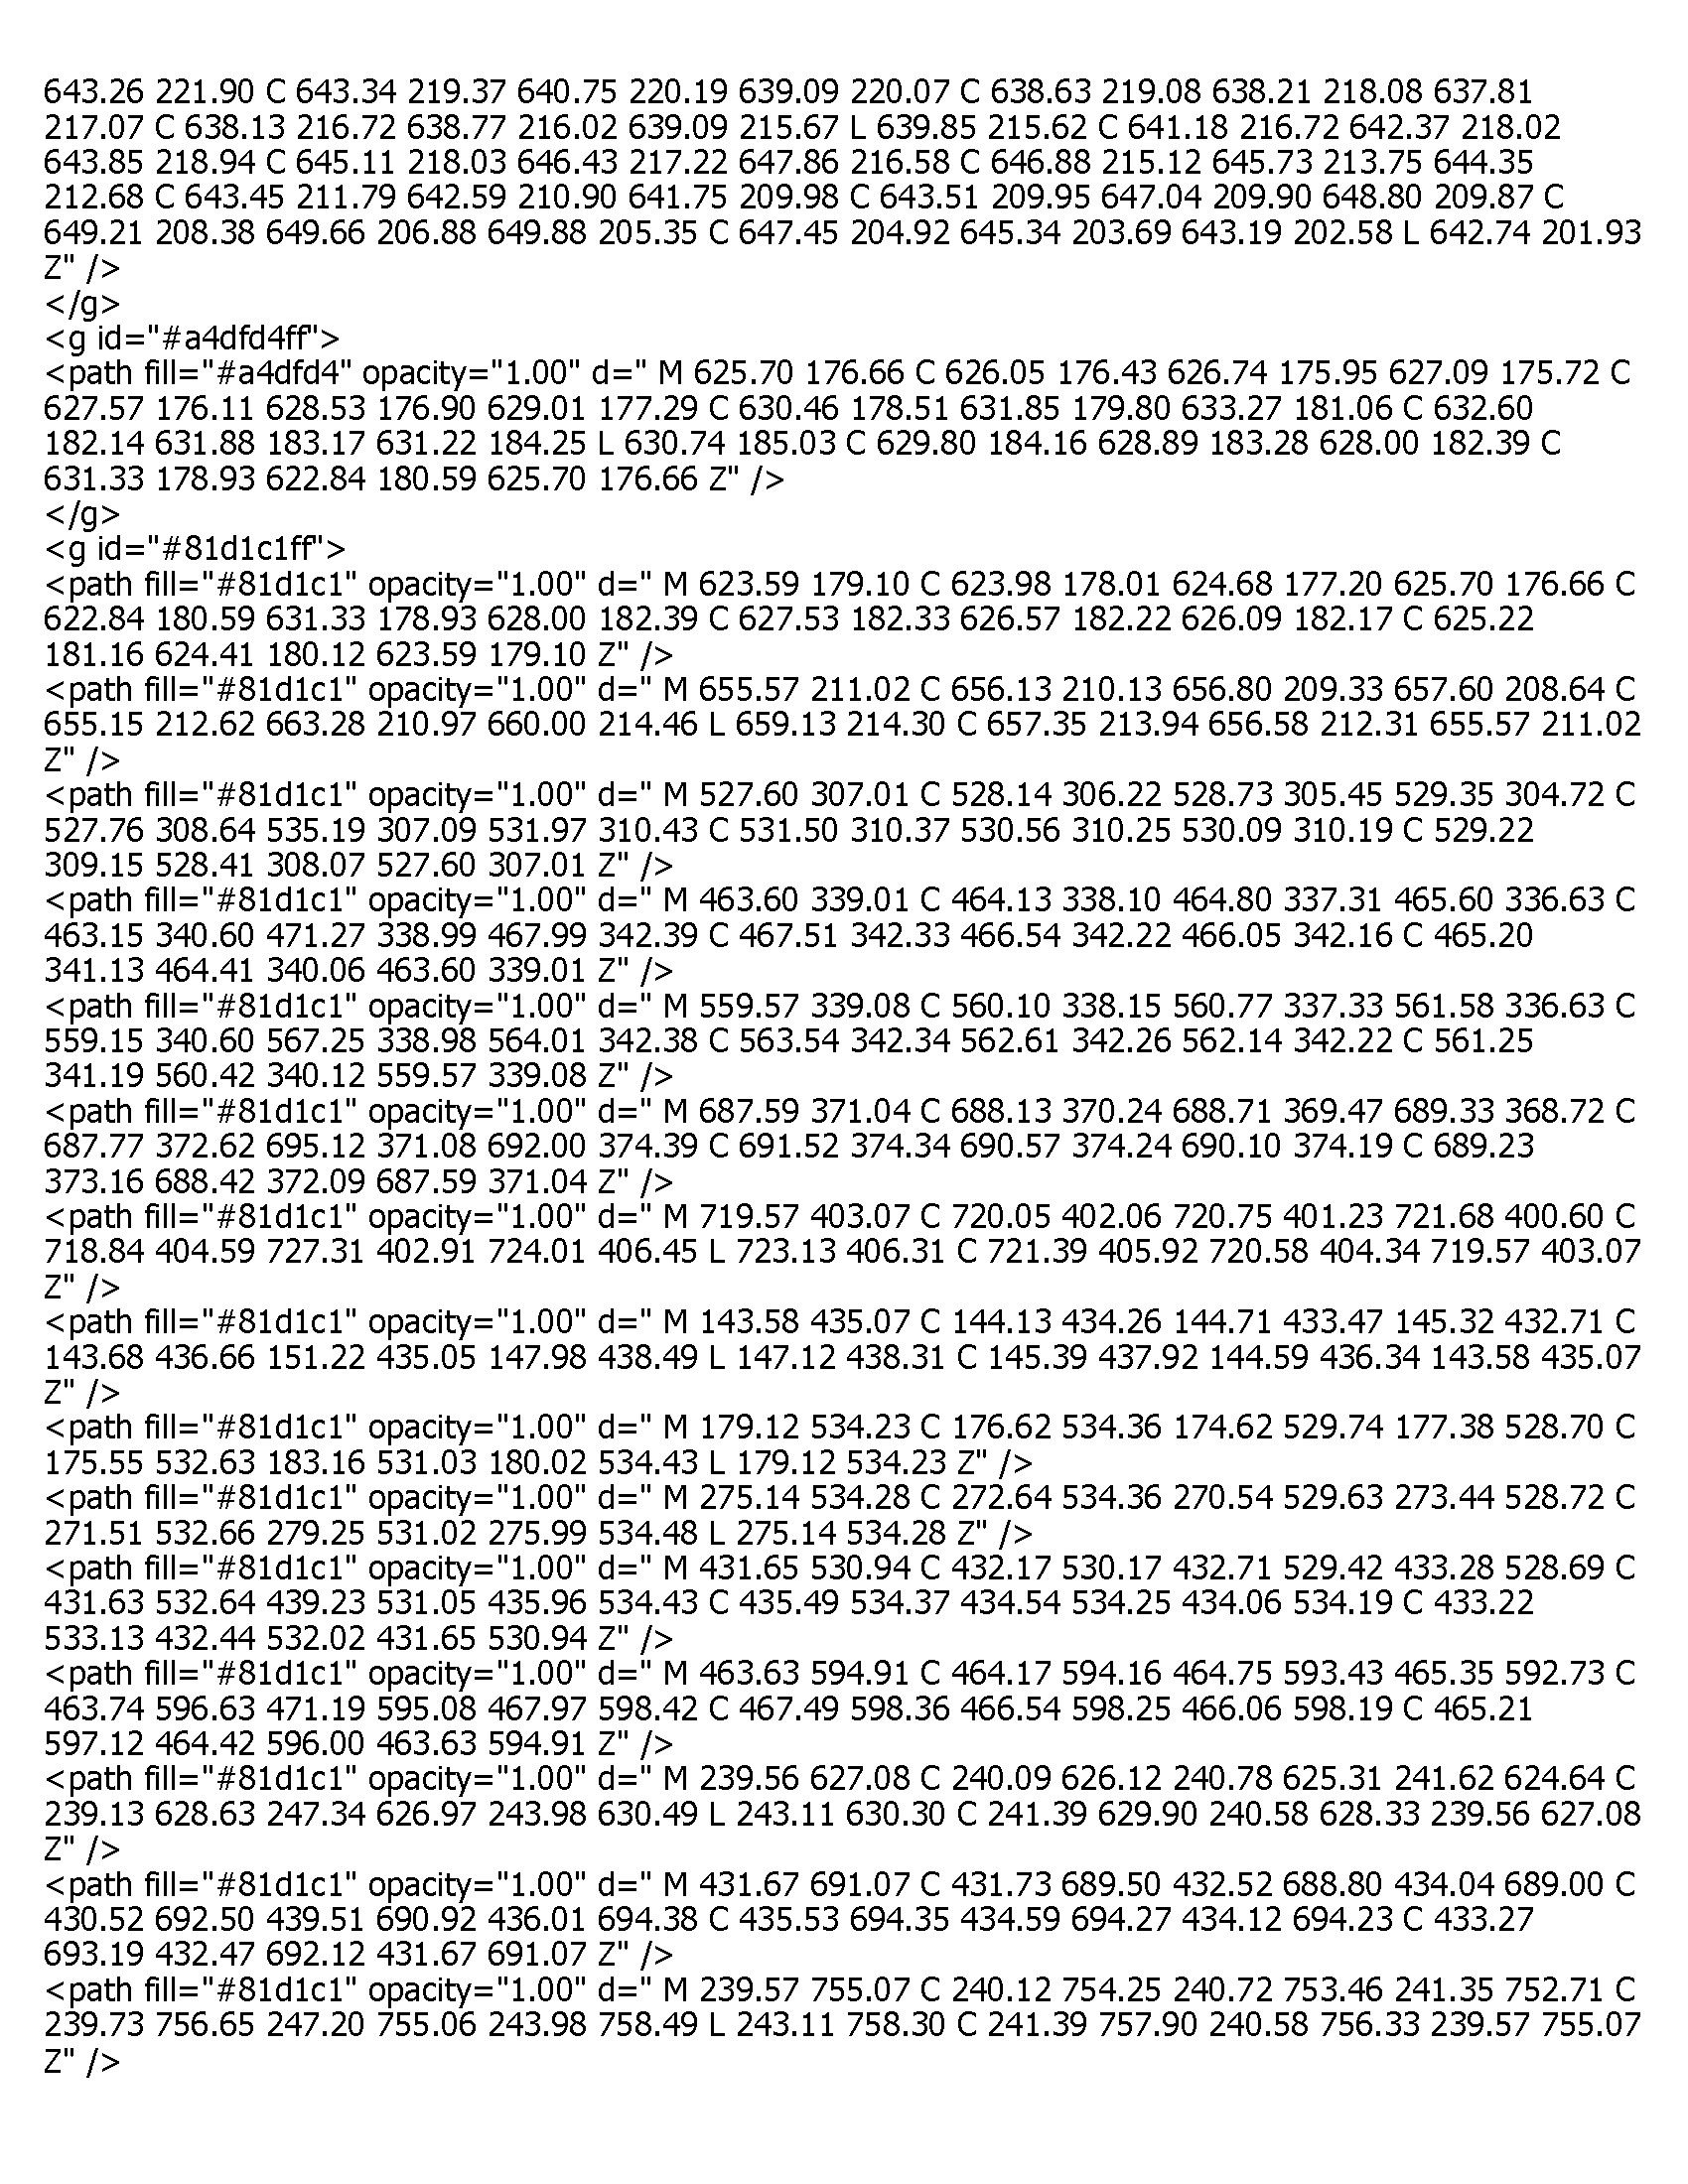 643.26 221.90 C 643.34 219.37 640.75 220.19 639.09 220.07 C 638.63 219.08 638.21 218.08 637.81
217.07 C 638.13 216.72 638.77 216.02 639.09 215.67 L 639.85 215.62 C 641.18 216.72 642.37 218.02
643.85 218.94 C 645.11 218.03 646.43 217.22 647.86 216.58 C 646.88 215.12 645.73 213.75 644.35
212.68 C 643.45 211.79 642.59 210.90 641.75 209.98 C 643.51 209.95 647.04 209.90 648.80 209.87 C
649.21 208.38 649.66 206.88 649.88 205.35 C 647.45 204.92 645.34 203.69 643.19 202.58 L 642.74 201.93
Z" />
</g>
<g id="#a4dfd4ff">
<path fill="#a4dfd4" opacity="1.00" d=" M 625.70 176.66 C 626.05 176.43 626.74 175.95 627.09 175.72 C
627.57 176.11 628.53 176.90 629.01 177.29 C 630.46 178.51 631.85 179.80 633.27 181.06 C 632.60
182.14 631.88 183.17 631.22 184.25 L 630.74 185.03 C 629.80 184.16 628.89 183.28 628.00 182.39 C
631.33 178.93 622.84 180.59 625.70 176.66 Z" />
</g>
<g id="#81d1c1ff">
<path fill="#81d1c1" opacity="1.00" d=" M 623.59 179.10 C 623.98 178.01 624.68 177.20 625.70 176.66 C
622.84 180.59 631.33 178.93 628.00 182.39 C 627.53 182.33 626.57 182.22 626.09 182.17 C 625.22
181.16 624.41 180.12 623.59 179.10 Z" />
<path fill="#81d1c1" opacity="1.00" d=" M 655.57 211.02 C 656.13 210.13 656.80 209.33 657.60 208.64 C
655.15 212.62 663.28 210.97 660.00 214.46 L 659.13 214.30 C 657.35 213.94 656.58 212.31 655.57 211.02
Z" />
<path fill="#81d1c1" opacity="1.00" d=" M 527.60 307.01 C 528.14 306.22 528.73 305.45 529.35 304.72 C
527.76 308.64 535.19 307.09 531.97 310.43 C 531.50 310.37 530.56 310.25 530.09 310.19 C 529.22
309.15 528.41 308.07 527.60 307.01 Z" />
<path fill="#81d1c1" opacity="1.00" d=" M 463.60 339.01 C 464.13 338.10 464.80 337.31 465.60 336.63 C
463.15 340.60 471.27 338.99 467.99 342.39 C 467.51 342.33 466.54 342.22 466.05 342.16 C 465.20
341.13 464.41 340.06 463.60 339.01 Z" />
<path fill="#81d1c1" opacity="1.00" d=" M 559.57 339.08 C 560.10 338.15 560.77 337.33 561.58 336.63 C
559.15 340.60 567.25 338.98 564.01 342.38 C 563.54 342.34 562.61 342.26 562.14 342.22 C 561.25
341.19 560.42 340.12 559.57 339.08 Z" />
<path fill="#81d1c1" opacity="1.00" d=" M 687.59 371.04 C 688.13 370.24 688.71 369.47 689.33 368.72 C
687.77 372.62 695.12 371.08 692.00 374.39 C 691.52 374.34 690.57 374.24 690.10 374.19 C 689.23
373.16 688.42 372.09 687.59 371.04 Z" />
<path fill="#81d1c1" opacity="1.00" d=" M 719.57 403.07 C 720.05 402.06 720.75 401.23 721.68 400.60 C
718.84 404.59 727.31 402.91 724.01 406.45 L 723.13 406.31 C 721.39 405.92 720.58 404.34 719.57 403.07
Z" />
<path fill="#81d1c1" opacity="1.00" d=" M 143.58 435.07 C 144.13 434.26 144.71 433.47 145.32 432.71 C
143.68 436.66 151.22 435.05 147.98 438.49 L 147.12 438.31 C 145.39 437.92 144.59 436.34 143.58 435.07
Z" />
<path fill="#81d1c1" opacity="1.00" d=" M 179.12 534.23 C 176.62 534.36 174.62 529.74 177.38 528.70 C
175.55 532.63 183.16 531.03 180.02 534.43 L 179.12 534.23 Z" />
<path fill="#81d1c1" opacity="1.00" d=" M 275.14 534.28 C 272.64 534.36 270.54 529.63 273.44 528.72 C
271.51 532.66 279.25 531.02 275.99 534.48 L 275.14 534.28 Z" />
<path fill="#81d1c1" opacity="1.00" d=" M 431.65 530.94 C 432.17 530.17 432.71 529.42 433.28 528.69 C
431.63 532.64 439.23 531.05 435.96 534.43 C 435.49 534.37 434.54 534.25 434.06 534.19 C 433.22
533.13 432.44 532.02 431.65 530.94 Z" />
<path fill="#81d1c1" opacity="1.00" d=" M 463.63 594.91 C 464.17 594.16 464.75 593.43 465.35 592.73 C
463.74 596.63 471.19 595.08 467.97 598.42 C 467.49 598.36 466.54 598.25 466.06 598.19 C 465.21
597.12 464.42 596.00 463.63 594.91 Z" />
<path fill="#81d1c1" opacity="1.00" d=" M 239.56 627.08 C 240.09 626.12 240.78 625.31 241.62 624.64 C
239.13 628.63 247.34 626.97 243.98 630.49 L 243.11 630.30 C 241.39 629.90 240.58 628.33 239.56 627.08
Z" />
<path fill="#81d1c1" opacity="1.00" d=" M 431.67 691.07 C 431.73 689.50 432.52 688.80 434.04 689.00 C
430.52 692.50 439.51 690.92 436.01 694.38 C 435.53 694.35 434.59 694.27 434.12 694.23 C 433.27
693.19 432.47 692.12 431.67 691.07 Z" />
<path fill="#81d1c1" opacity="1.00" d=" M 239.57 755.07 C 240.12 754.25 240.72 753.46 241.35 752.71 C
239.73 756.65 247.20 755.06 243.98 758.49 L 243.11 758.30 C 241.39 757.90 240.58 756.33 239.57 755.07
Z" />